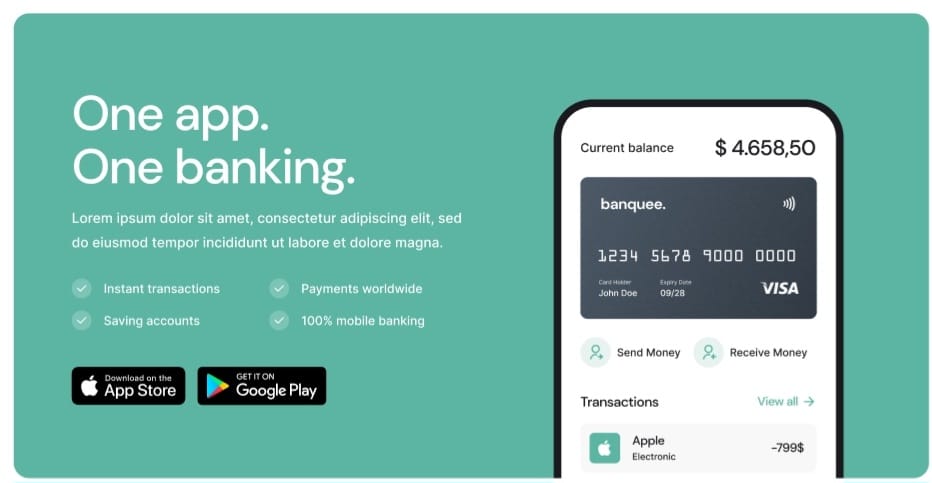 One app.
One banking.
Lorem ipsum dolor sit amet, consectetur adipiscing elit, sed
do eiusmod tempor incididunt ut labore et dolore magna.
Instant transactions
Payments worldwide
Saving accounts
100% mobile banking
Download on the
App Store
GET IT ON
Google Play
Current balance
$ 4.658,50
banquee.
1234 5678 9000 0000
Card Holder
John Doe
Expiry Date
09/28
VISA
Send Money
Receive Money
Transactions
View all →
Apple
Electronic
-799$